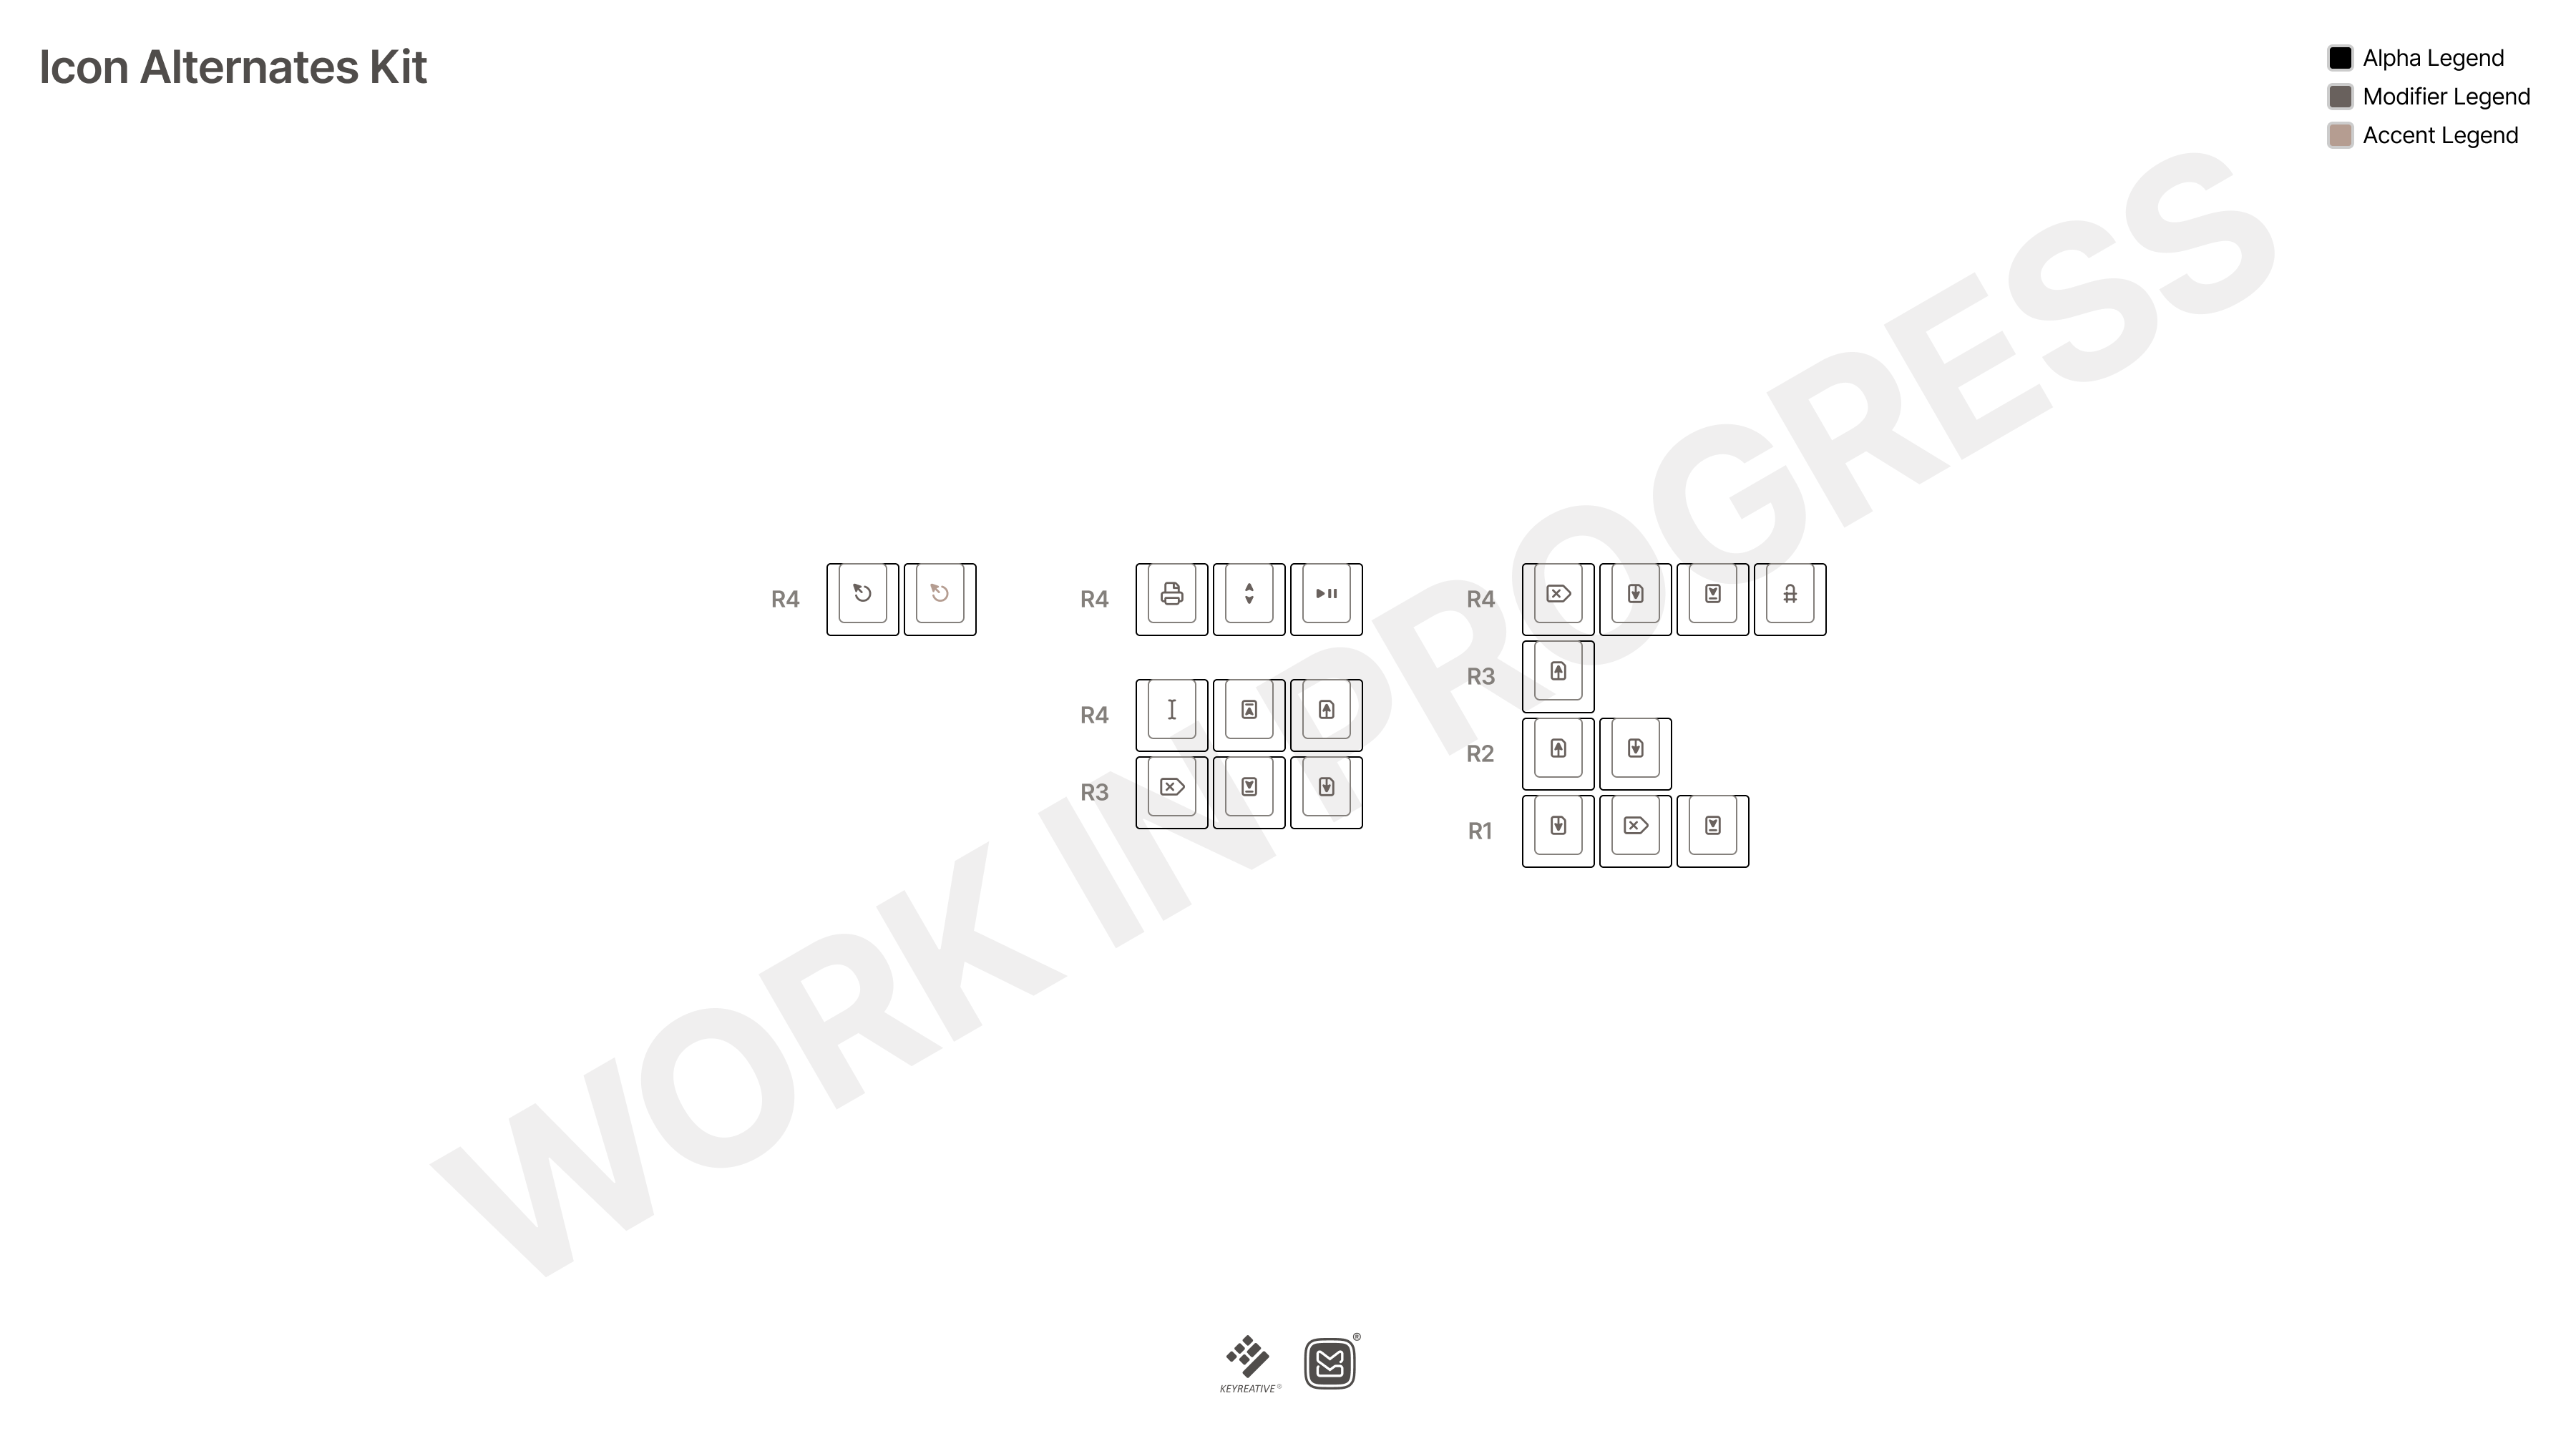 Icon Alternates Kit
Alpha Legend
Modifier Legend
Accent Legend
R4
R4
R4
R3
R4
R2
R3
R1
WORK IN PROGRESS
KEYREATIVE®
®